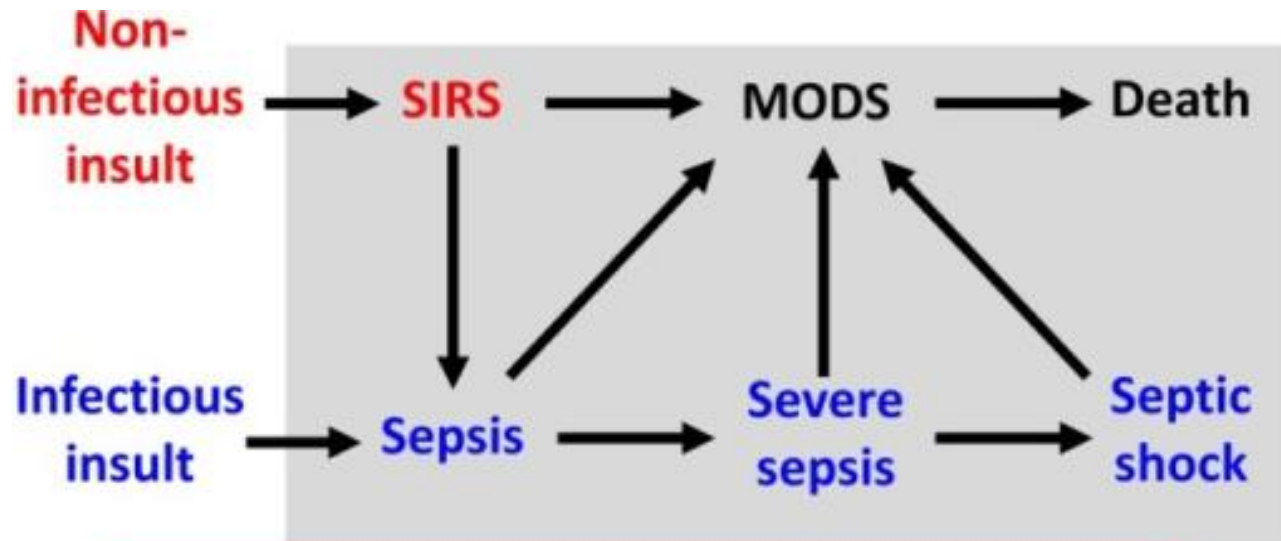 Non-
infectious
insult
SIRS
MODS
Death
Infectious
insult
Sepsis
Severe
sepsis
Septic
shock